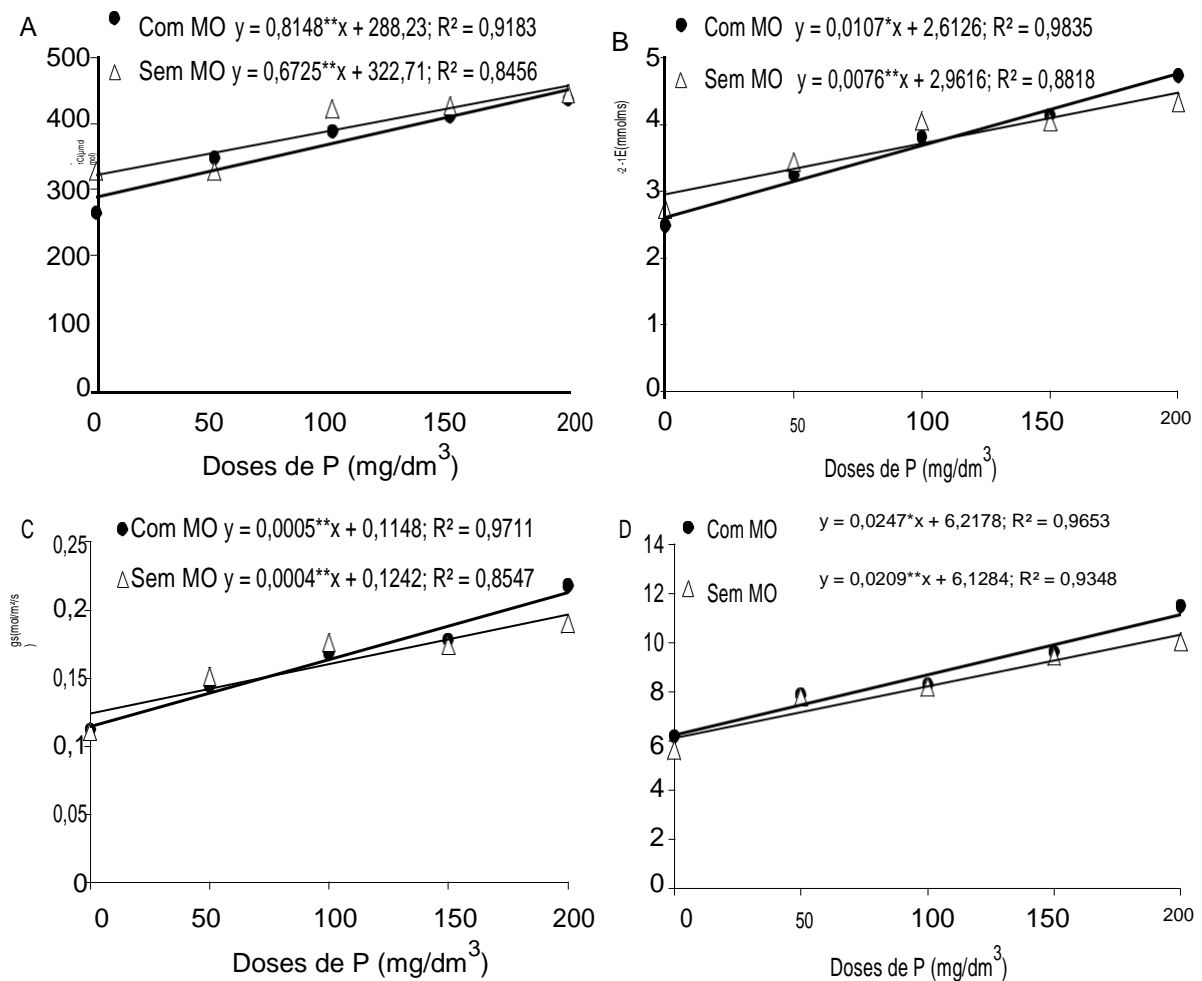 A
Com MO y = 0,8148**x + 288,23; R² = 0,9183
Sem MO y = 0,6725**x + 322,71; R² = 0,8456
500
400
300
200
100
0
0 50 100 150 200
Doses de P (mg/dm³)
B
Com MO y = 0,0107*x + 2,6126; R² = 0,9835
Sem MO y = 0,0076**x + 2,9616; R² = 0,8818
-2 -1E(mmolms)
5
4
3
2
1
0
0 50 100 150 200
Doses de P (mg/dm³)
C
Com MO y = 0,0005**x + 0,1148; R² = 0,9711
Sem MO y = 0,0004**x + 0,1242; R² = 0,8547
gs(mol/m²/s
)
0,25
0,2
0,15
0,1
0,05
0
0 50 100 150 200
Doses de P (mg/dm³)
D
Com MO y = 0,0247*x + 6,2178; R² = 0,9653
Sem MO y = 0,0209**x + 6,1284; R² = 0,9348
14
12
10
8
6
4
2
0
0 50 100 150 200
Doses de P (mg/dm³)